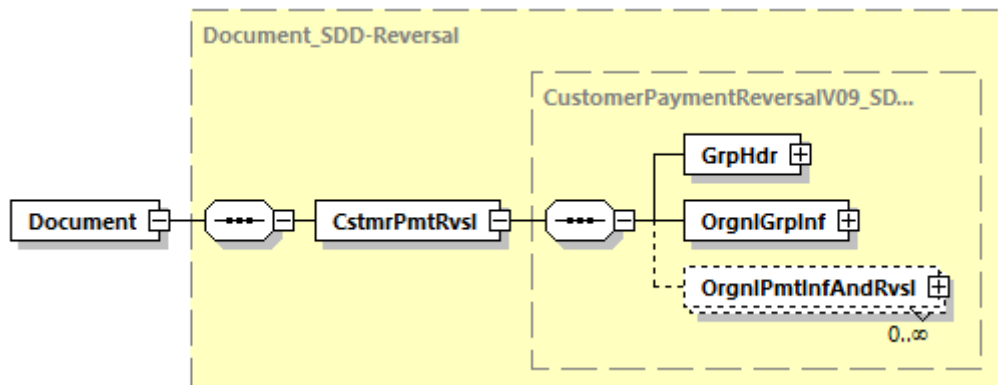 Document_SDD-Reversal
CustomerPaymentReversalV09_SD...
GrpHdr
Document
CstmrPmtRvsl
OrgnlGrpInf
OrgnlPmtInfAndRvsl
0..∞